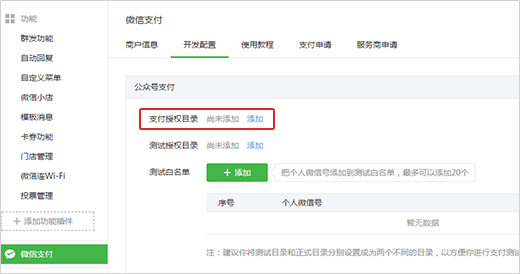 功能
群发功能
自动回复
自定义菜单
微信小店
模板消息
卡券功能
门店管理
微信连Wi-Fi
投票管理
+ 添加功能插件
微信支付
微信支付
商户信息 开发配置 使用教程 支付申请 服务商申请
公众号支付
支付授权目录 尚未添加 添加
测试授权目录 尚未添加 添加
测试白名单 + 添加 把个人微信号添加到测试白名单，最多可以添加20个
序号 个人微信号
暂无数据
注：建议你将测试目录和正式目录分别设置成为两个不同的目录，以方便你进行支付测试